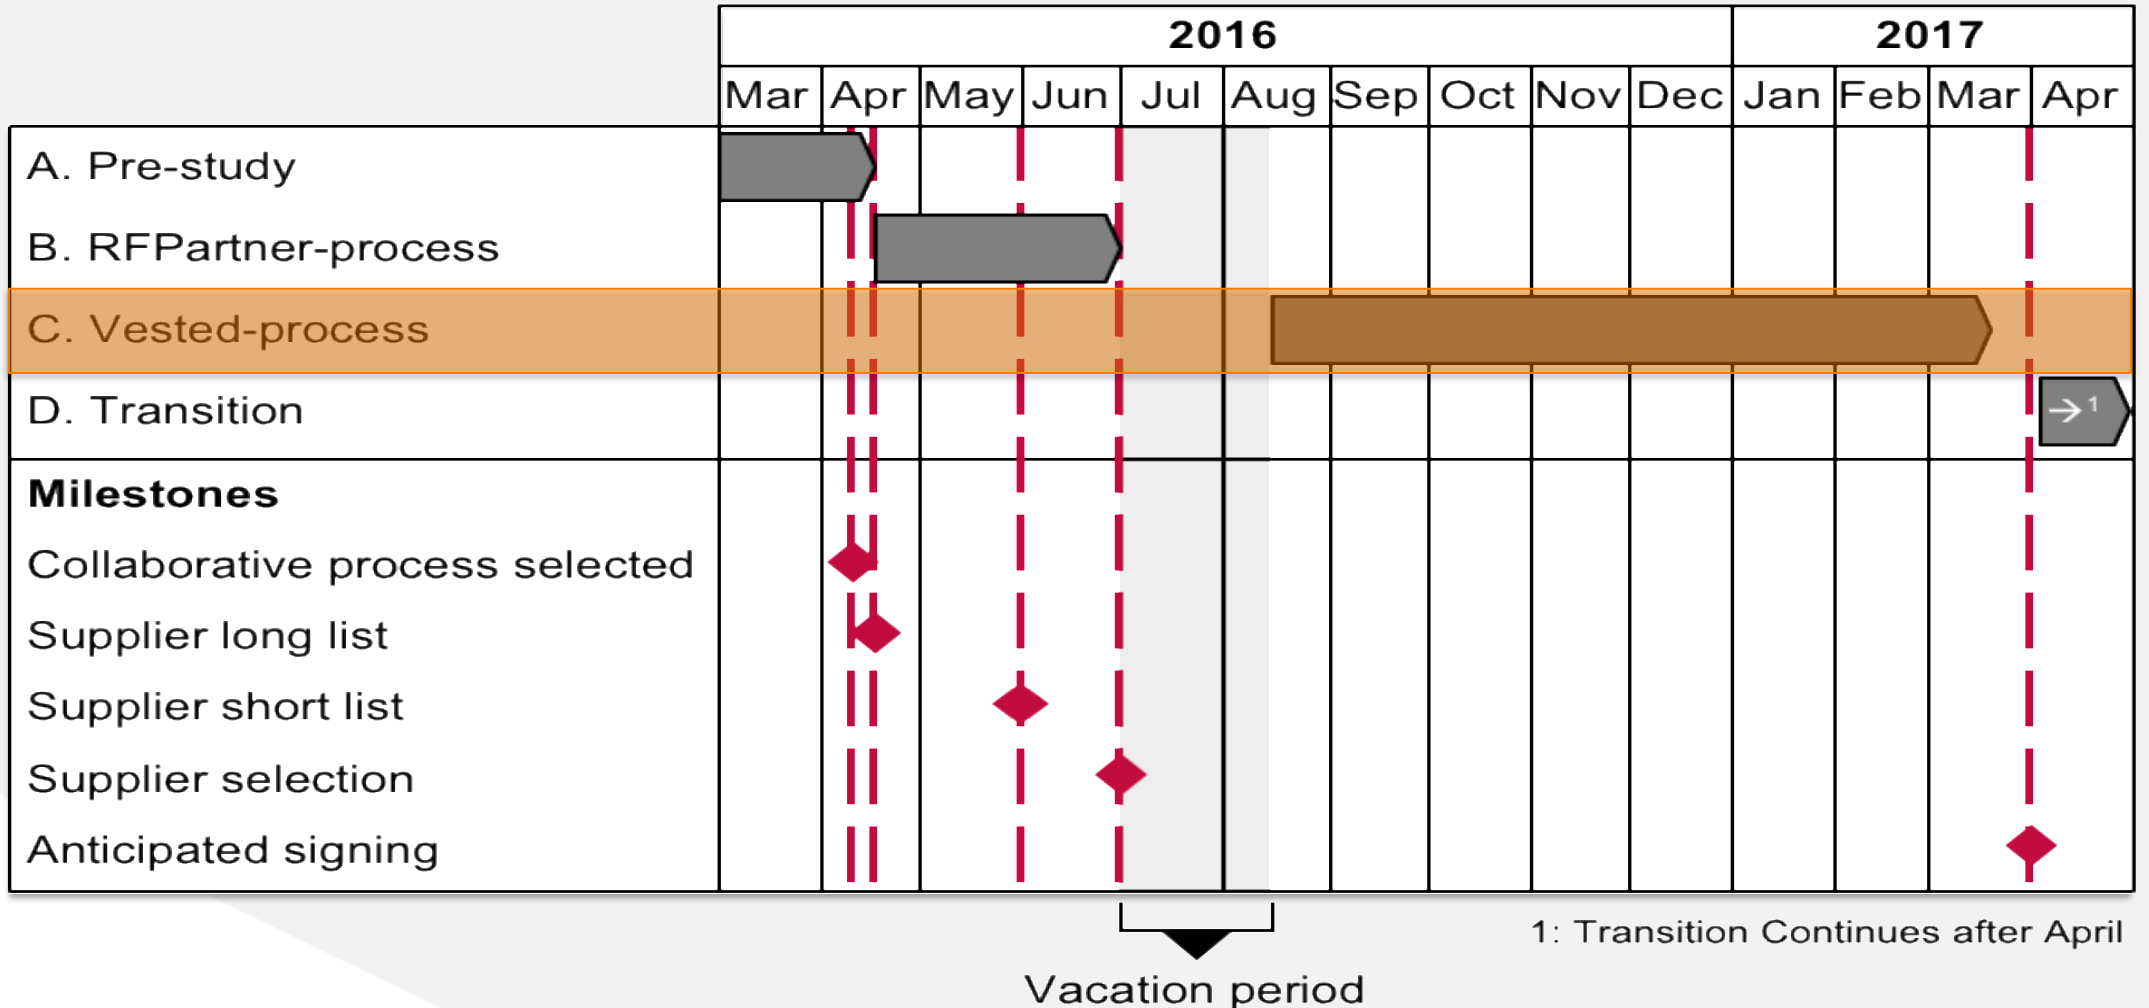 2016 2017
Mar Apr May Jun Jul Aug Sep Oct Nov Dec Jan Feb Mar Apr
A. Pre-study
B. RFPartner-process
C. Vested-process
D. Transition → 1
Milestones
Collaborative process selected
Supplier long list
Supplier short list
Supplier selection
Anticipated signing
1: Transition Continues after April
Vacation period